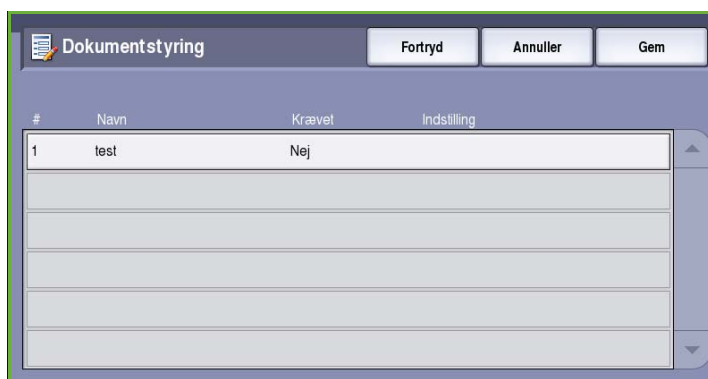 Dokumentstyring Fortryd Annuller Gem
# Navn Krævet Indstilling
1 test Nej